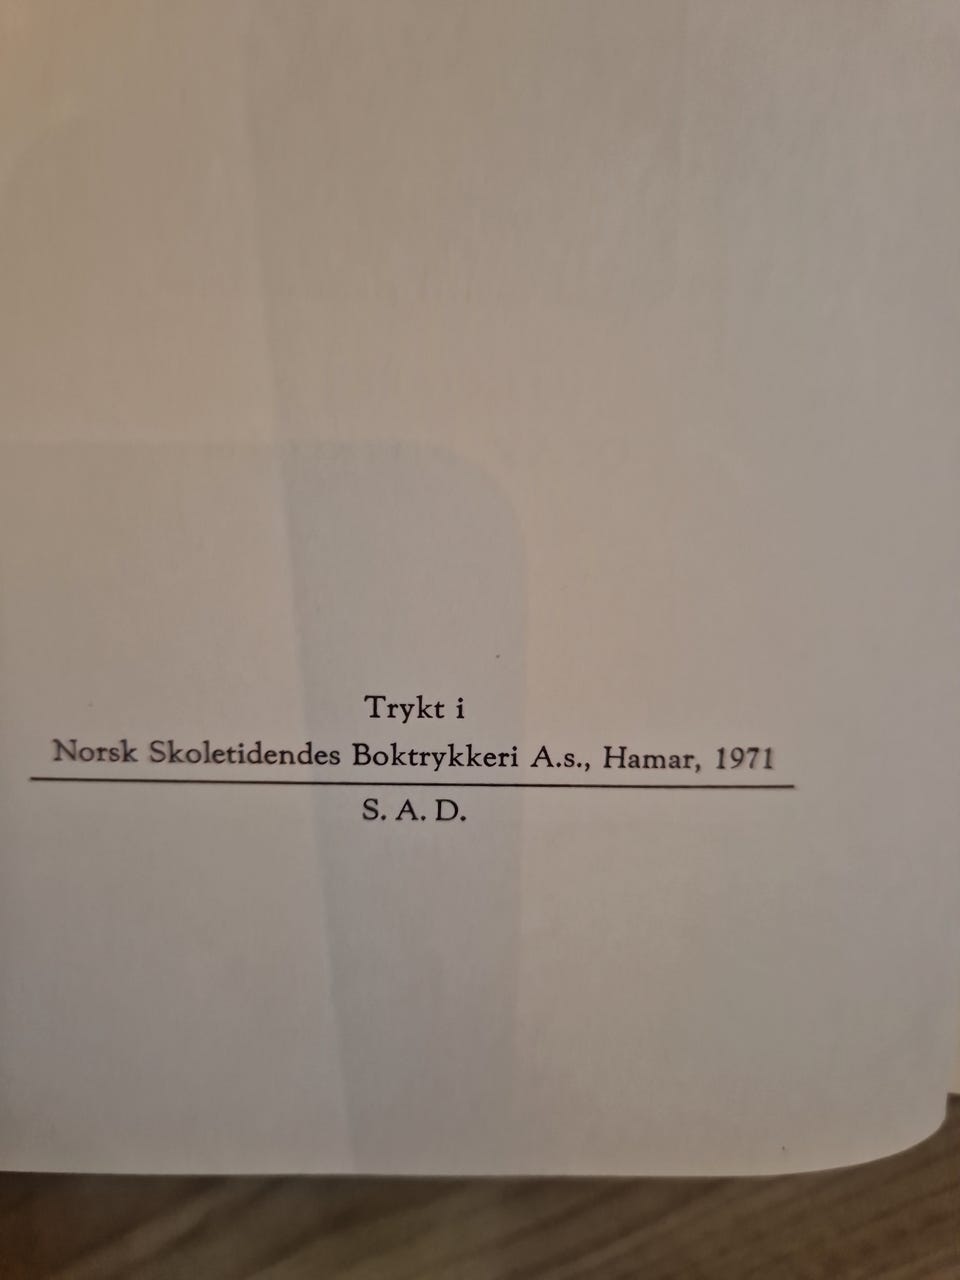 Trykt i
Norsk Skoletidendes Boktrykkeri A.s., Hamar, 1971
S. A. D.